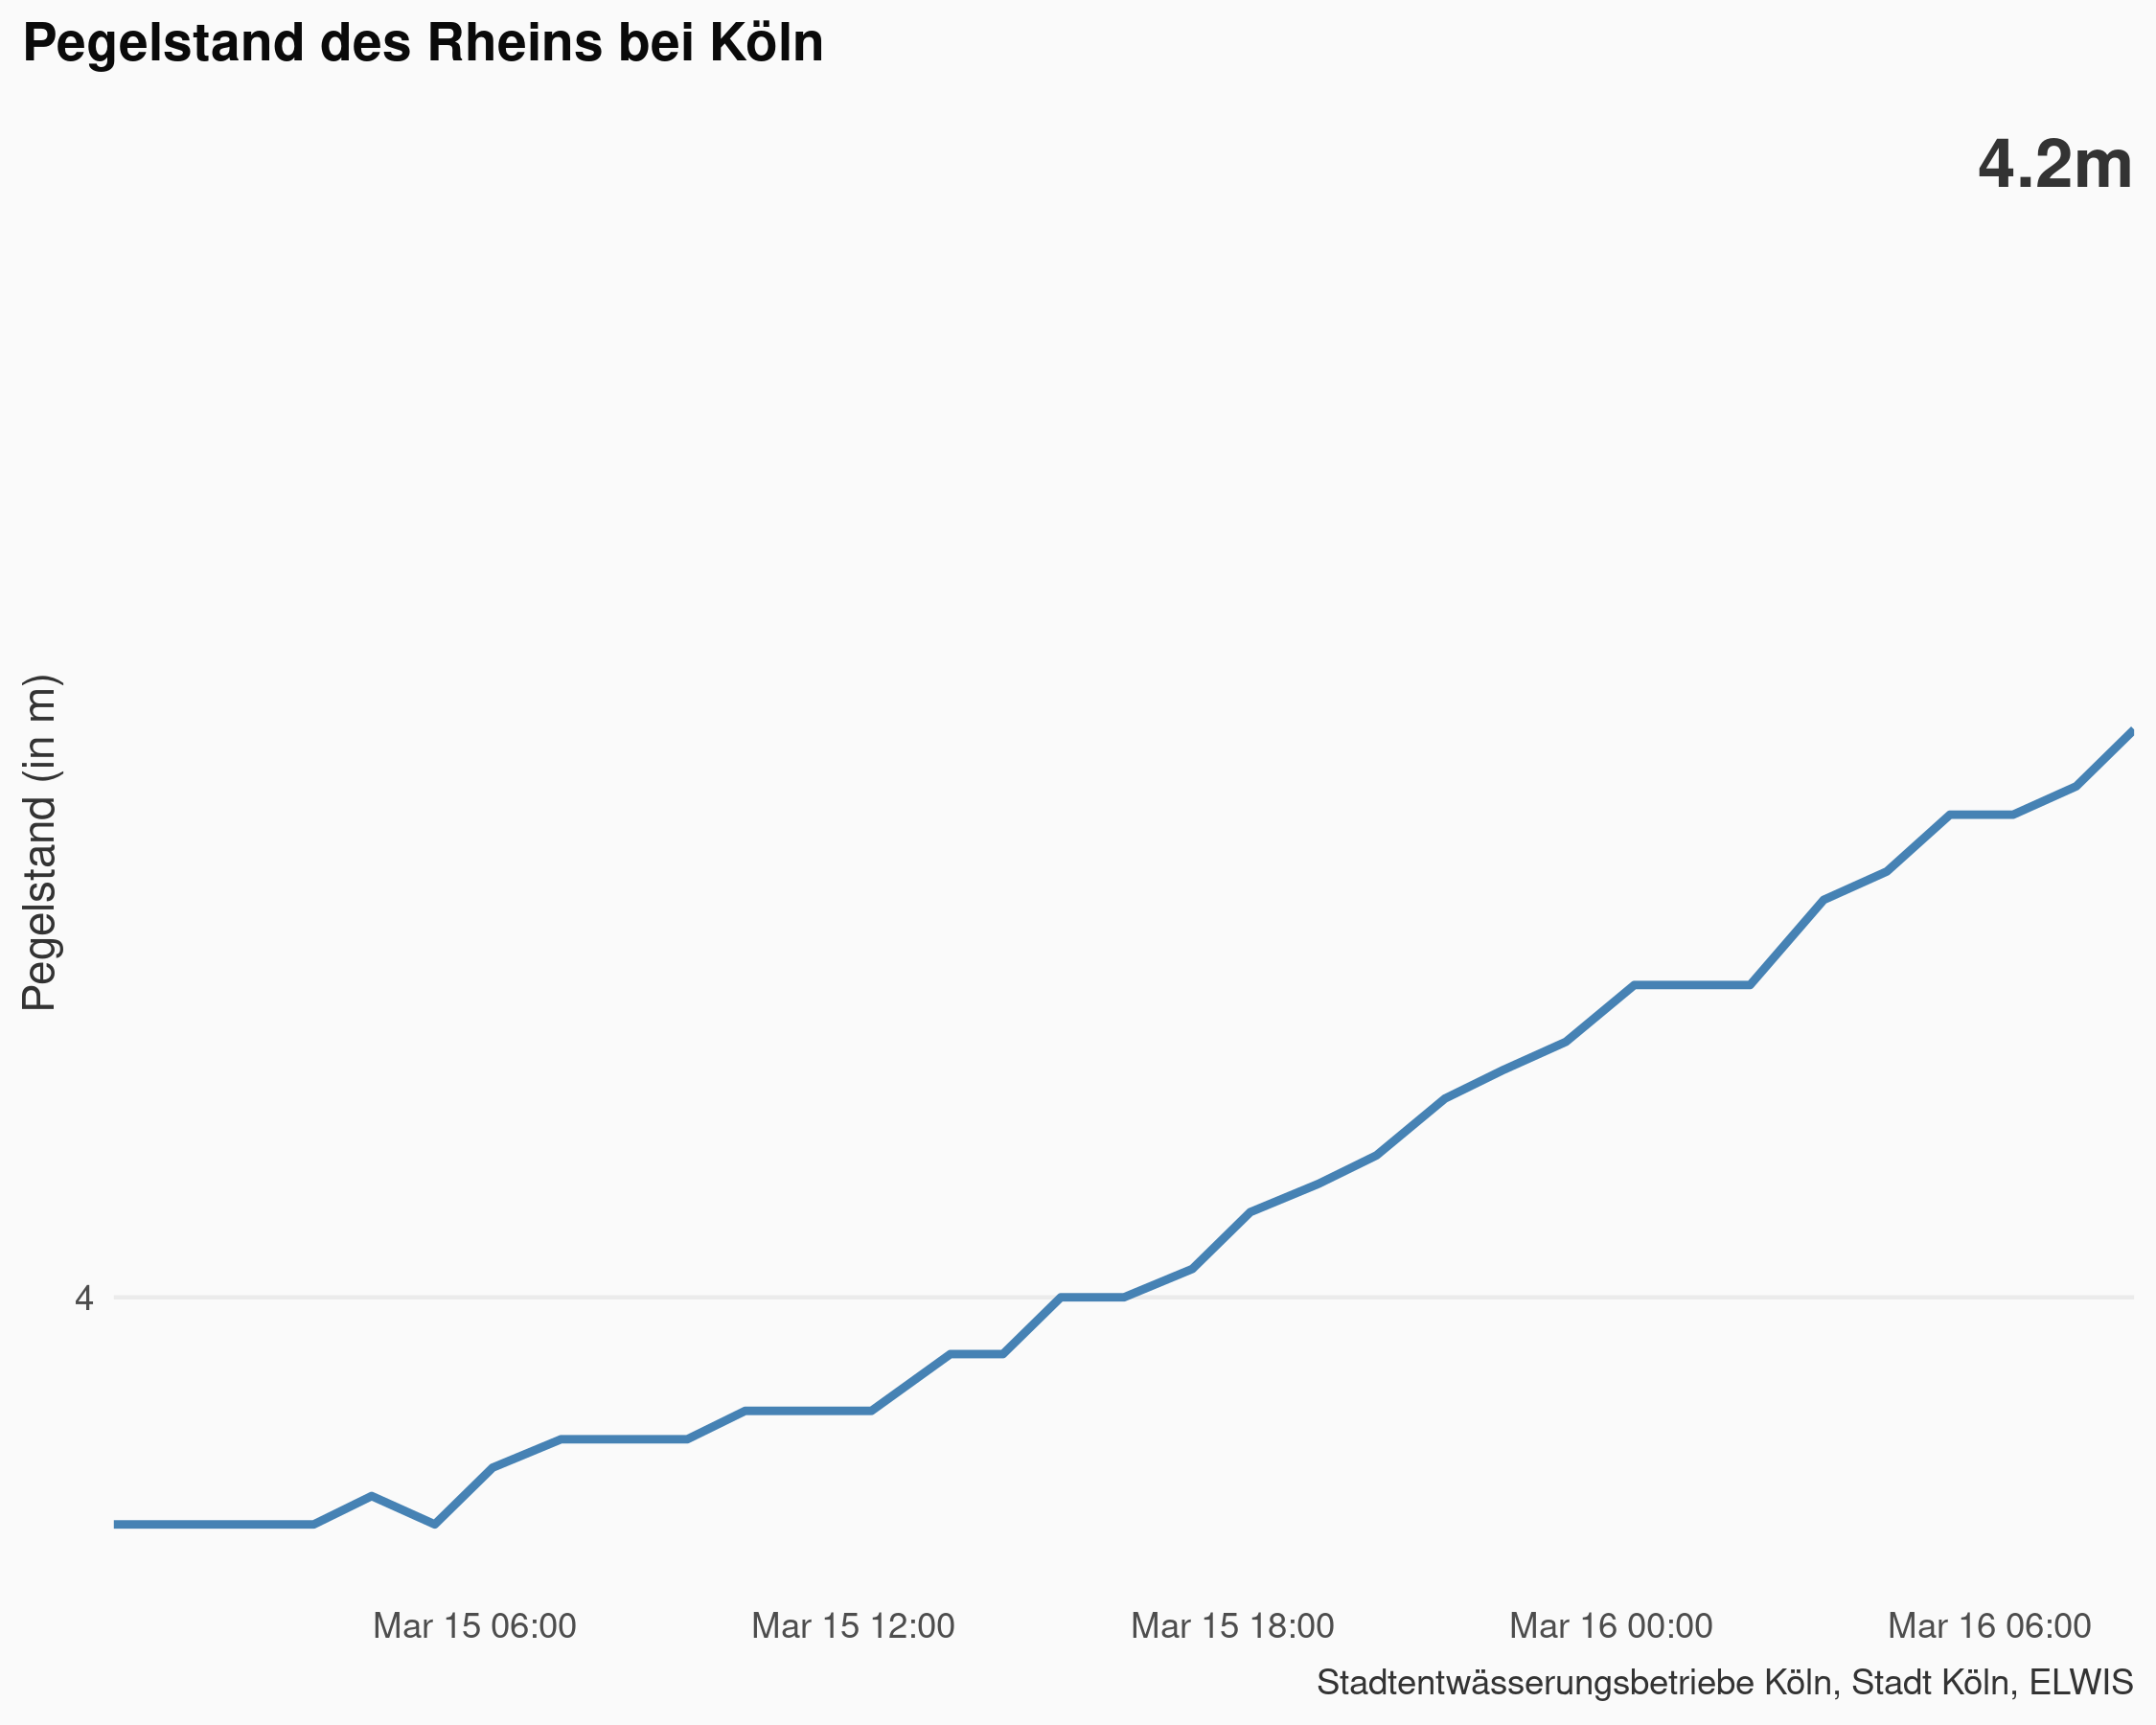 Pegelstand des Rheins bei Köln
4.2m
Pegelstand (in m)
4
Mar 15 06:00 Mar 15 12:00 Mar 15 18:00 Mar 16 00:00 Mar 16 06:00
Stadtentwässerungsbetriebe Köln, Stadt Köln, ELWIS